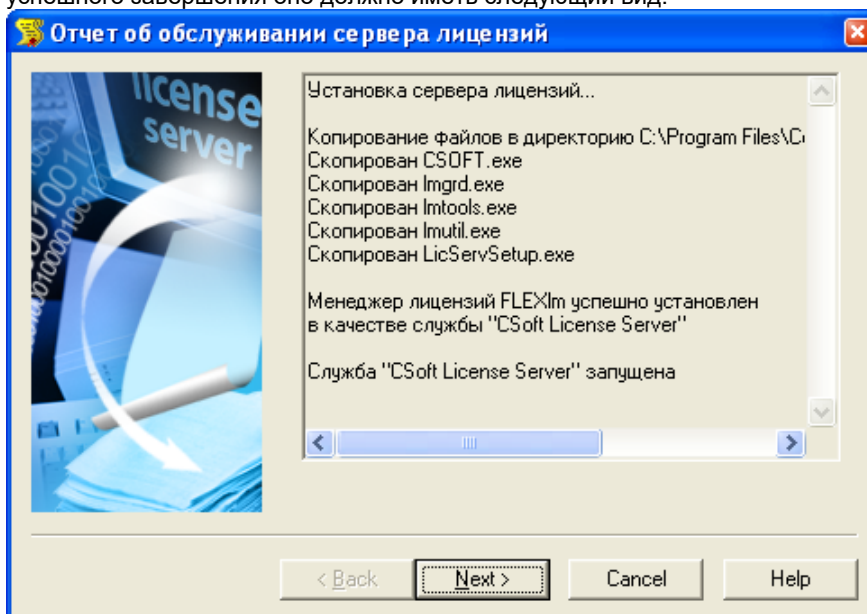 успешного завершения оно должно иметь следующий вид:
Отчет об обслуживании сервера лицензий
license
server
Установка сервера лицензий...
Копирование файлов в директорию C:\Program Files\C
Скопирован CSOFT.exe
Скопирован lmgrd.exe
Скопирован lmtools.exe
Скопирован lmutil.exe
Скопирован LicServSetup.exe
Менеджер лицензий FLEXlm успешно установлен
в качестве службы "CSoft License Server"
Служба "CSoft License Server" запущена
< Back
Next >
Cancel
Help